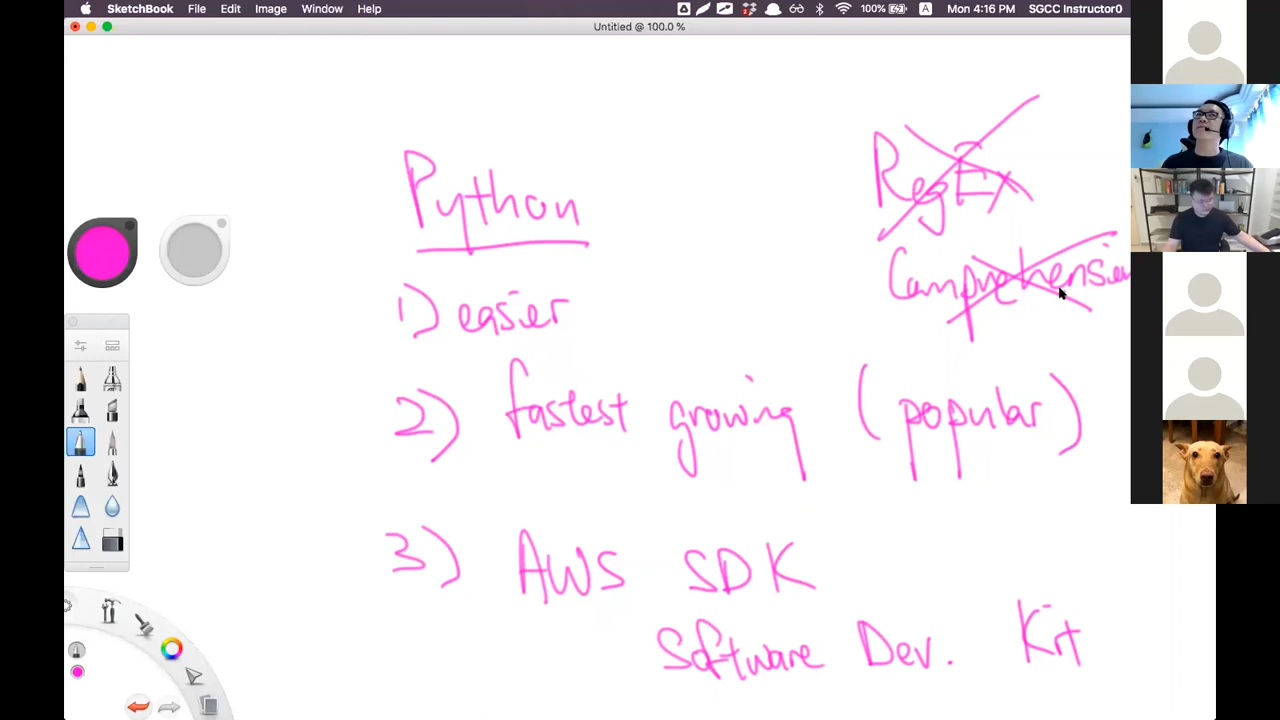 SketchBook File Edit Image Window Help 100% A Mon 4:16 PM SGCC Instructor0
Untitled @ 100.0 %
Python
RegEx
1) easier
2) fastest growing (popular)
3) AWS SDK
Software Dev. Kit